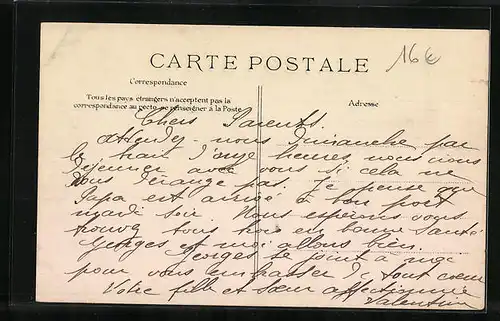 CARTE POSTALE
16€
Correspondance
Tous les pays étrangers n'acceptent pas la
correspondance au recto se renseigner à la Poste
Adresse
Chers Parents.
Attendez-nous Dimanche par
le train d'onze heures, nous irons
déjeuner avec vous si cela ne
vous dérange pas. Je pense que
Papa est arrivé à bon port
mardi soir. Nous espérons vous
trouver tous trois en bonne santé
Georges et moi allons bien.
Georges se joint à moi
pour vous embrasser de tout cœur
Votre fille et sœur affectionnée
Valentine